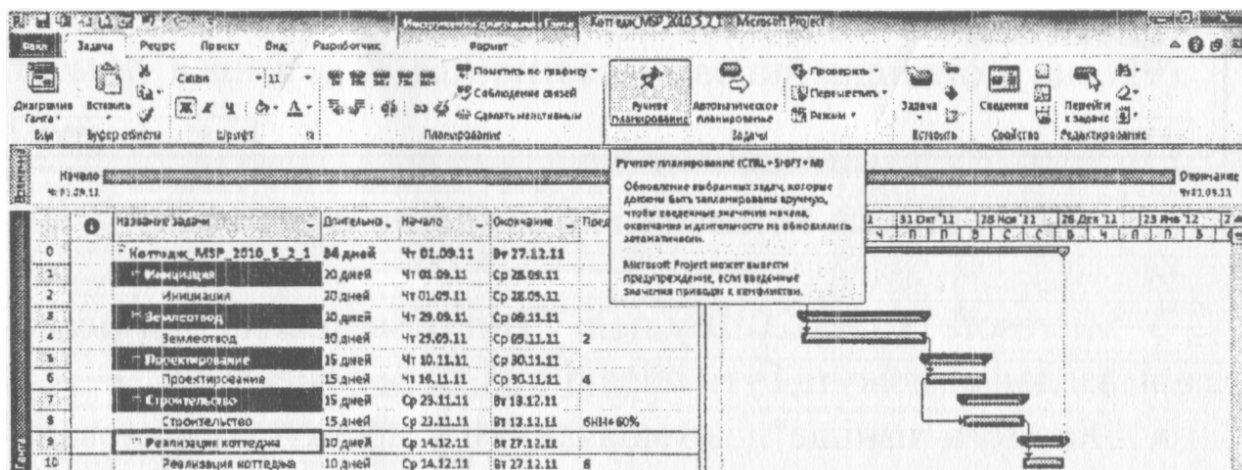 Инструменты диаграммы Ганта Коттедж_MSP_2010_5_2_1 - Microsoft Project
Файл Задача Ресурс Проект Вид Разработчик Формат
Calibri 11
Пометить по графику
Соблюдение связей
Сделать неактивным
Проверить
Переместить
Режим
Диаграмма Ганта
Вставить
Ж К Ч
Ручное планирование
Автоматическое планирование
Задача
Сведения
Перейти к задаче
Вид Буфер обмена Шрифт Планирование Задачи Вставить Свойства Редактирование
Ручное планирование (CTRL+SHIFT+M)
Обновление выбранных задач, которые
должны быть запланированы вручную,
чтобы введенные значения начала,
окончания и длительности не обновлялись
автоматически.
Microsoft Project может вывести
предупреждение, если введенные
значения приводят к конфликтам.
Начало
Чт 01.09.11
Окончание
Название задачи Длительно Начало Окончание Пред
31 Окт '11 28 Ноя '11 26 Дек '11 23 Янв '12
0 Коттедж_MSP_2010_5_2_1 84 дней Чт 01.09.11 Вт 27.12.11
1 Инициация 20 дней Чт 01.09.11 Ср 28.09.11
2 Инициация 20 дней Чт 01.09.11 Ср 28.09.11
3 Землеотвод 30 дней Чт 29.09.11 Ср 09.11.11
4 Землеотвод 30 дней Чт 29.09.11 Ср 09.11.11 2
5 Проектирование 15 дней Чт 10.11.11 Ср 30.11.11
6 Проектирование 15 дней Чт 10.11.11 Ср 30.11.11 4
7 Строительство 15 дней Ср 23.11.11 Вт 13.12.11
8 Строительство 15 дней Ср 23.11.11 Вт 13.12.11 6НН+60%
9 Реализация коттеджа 10 дней Ср 14.12.11 Вт 27.12.11
10 Реализация коттеджа 10 дней Ср 14.12.11 Вт 27.12.11 8
Ганта